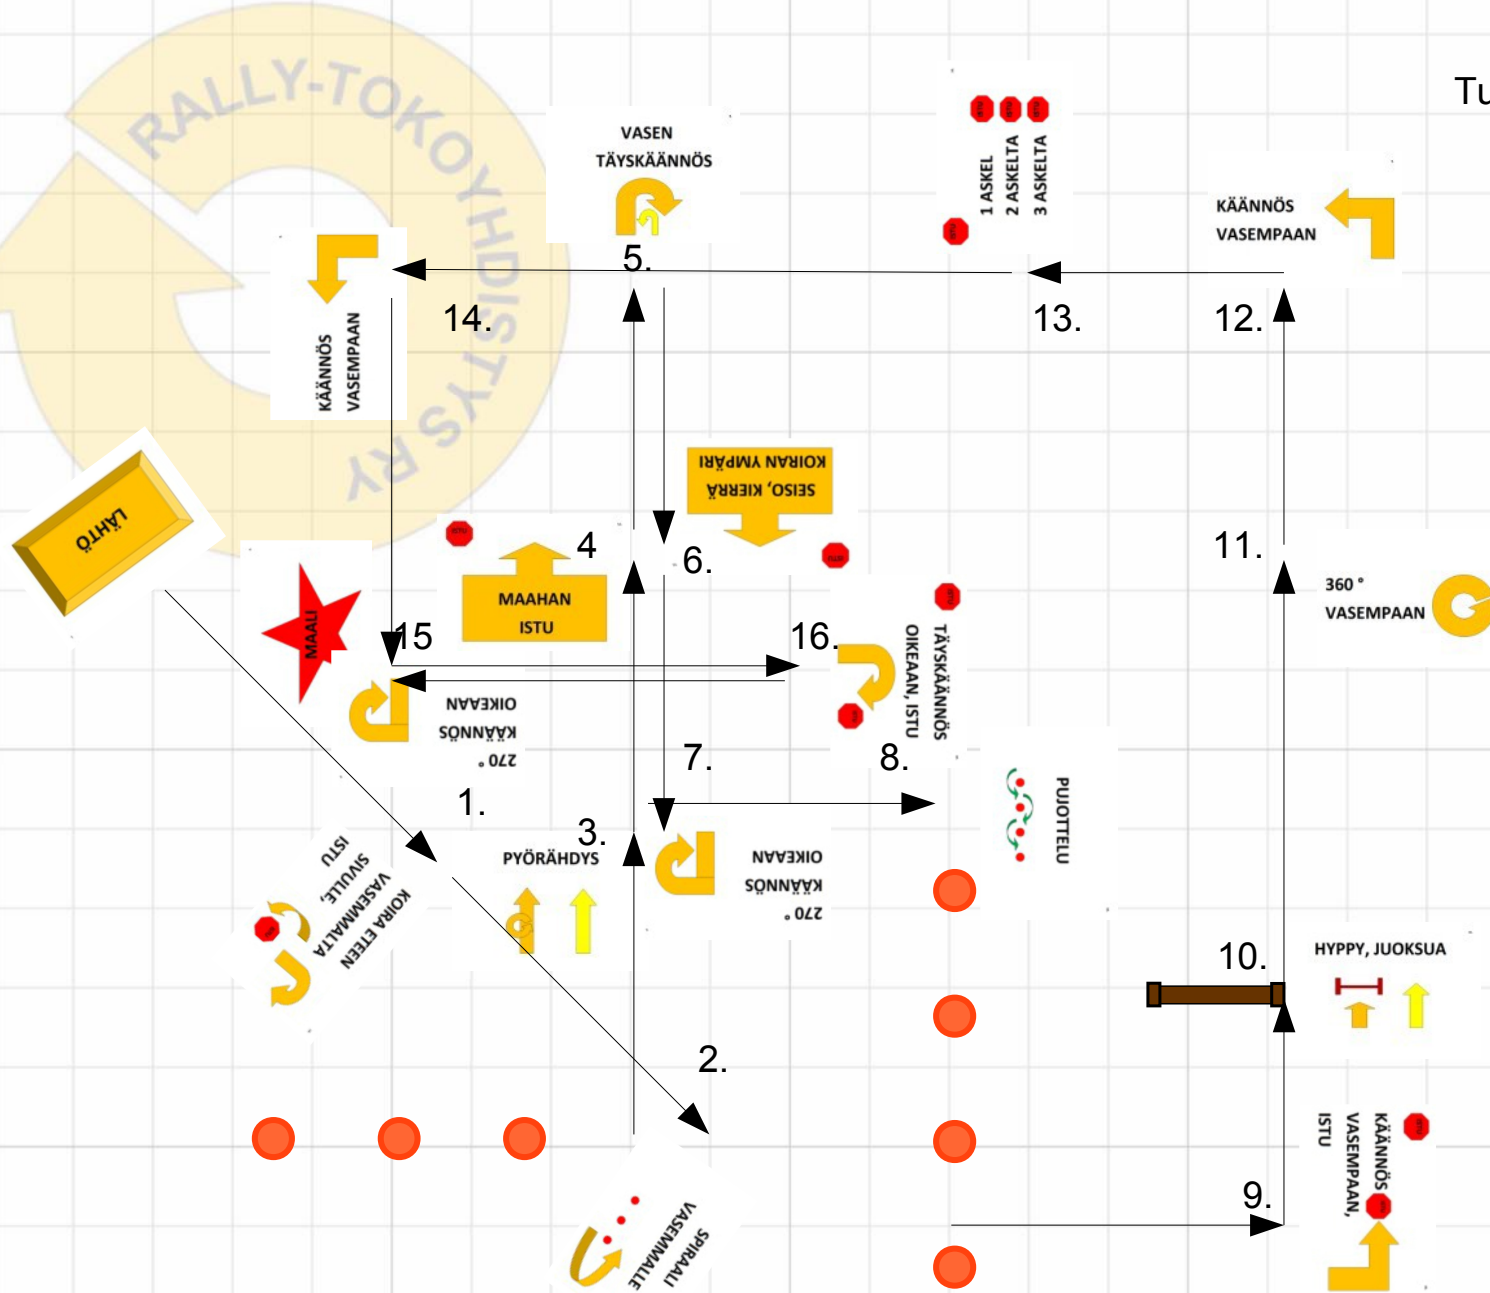 RALLY-TOKOYHDISTYS RY
Tu
VASEN
TÄYSKÄÄNNÖS
5.
1 ASKEL
2 ASKELTA
3 ASKELTA
KÄÄNNÖS
VASEMPAAN
14.
13.
12.
KÄÄNNÖS
VASEMPAAN
LÄHTÖ
SEISO, KIERRÄ
KOIRAN YMPÄRI
4
6.
11.
MAAHAN
ISTU
360 °
VASEMPAAN
MAALI
15
16.
TÄYSKÄÄNNÖS
OIKEAAN, ISTU
270 °
KÄÄNNÖS
OIKEAAN
7.
8.
1.
3.
PUJOTTELU
PYÖRÄHDYS
270 °
KÄÄNNÖS
OIKEAAN
KOIRA ETEEN
VASEMMALTA
SIVULLE,
ISTU
10.
HYPPY, JUOKSUA
2.
KÄÄNNÖS
VASEMPAAN,
ISTU
9.
SPIRAALI
VASEMMALLE